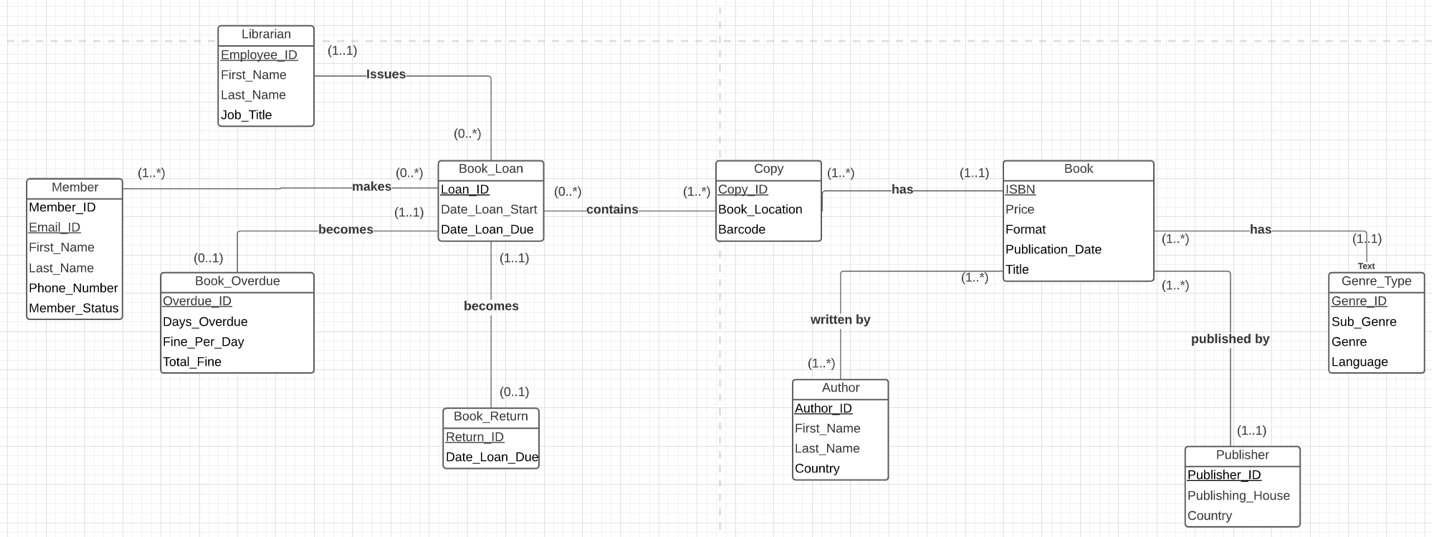 Librarian
Employee_ID
First_Name
Last_Name
Job_Title
(1..1)
Issues
(0..*)
Member
Member_ID
Email_ID
First_Name
Last_Name
Phone_Number
Member_Status
(1..*)
makes
(0..*)
Book_Loan
Loan_ID
Date_Loan_Start
Date_Loan_Due
(1..1)
becomes
(0..1)
Book_Overdue
Overdue_ID
Days_Overdue
Fine_Per_Day
Total_Fine
(1..1)
becomes
(0..1)
Book_Return
Return_ID
Date_Loan_Due
(0..*)
contains
(1..*)
Copy
Copy_ID
Book_Location
Barcode
(1..*)
has
(1..1)
Book
ISBN
Price
Format
Publication_Date
Title
(1..*)
written by
(1..*)
Author
Author_ID
First_Name
Last_Name
Country
(1..*)
has
(1..1)
Text
Genre_Type
Genre_ID
Sub_Genre
Genre
Language
(1..*)
published by
(1..1)
Publisher
Publisher_ID
Publishing_House
Country